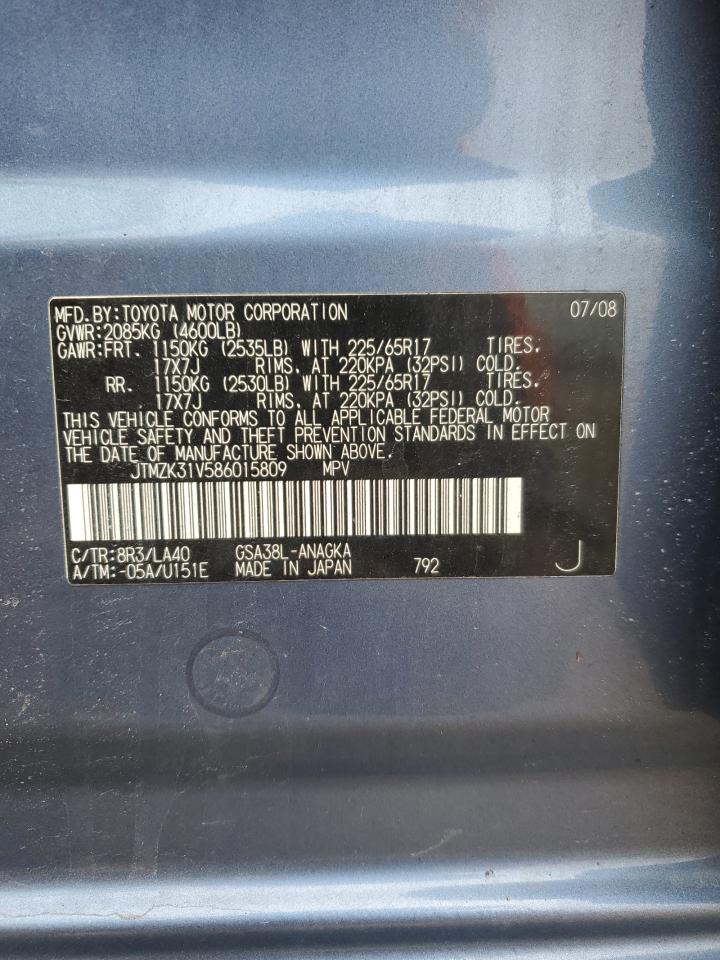 MFD.BY:TOYOTA MOTOR CORPORATION 07/08
GVWR:2085KG (4600LB)
GAWR:FRT. 1150KG (2535LB) WITH 225/65R17 TIRES,
17X7J RIMS, AT 220KPA (32PSI) COLD.
RR. 1150KG (2530LB) WITH 225/65R17 TIRES,
17X7J RIMS, AT 220KPA (32PSI) COLD.
THIS VEHICLE CONFORMS TO ALL APPLICABLE FEDERAL MOTOR
VEHICLE SAFETY AND THEFT PREVENTION STANDARDS IN EFFECT ON
THE DATE OF MANUFACTURE SHOWN ABOVE.
JTMZK31V586015809 MPV
C/TR:8R3/LA40 GSA38L-ANAGKA
A/TM:-05A/U151E MADE IN JAPAN 792 J